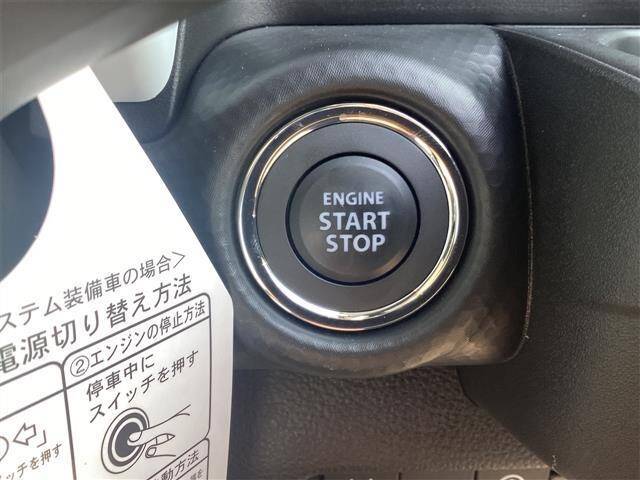 ENGINE
START
STOP
ステム装備車の場合＞
電源切り替え方法
②エンジンの停止方法
停車中に
スイッチを押す
」
ッチを押す
動方法